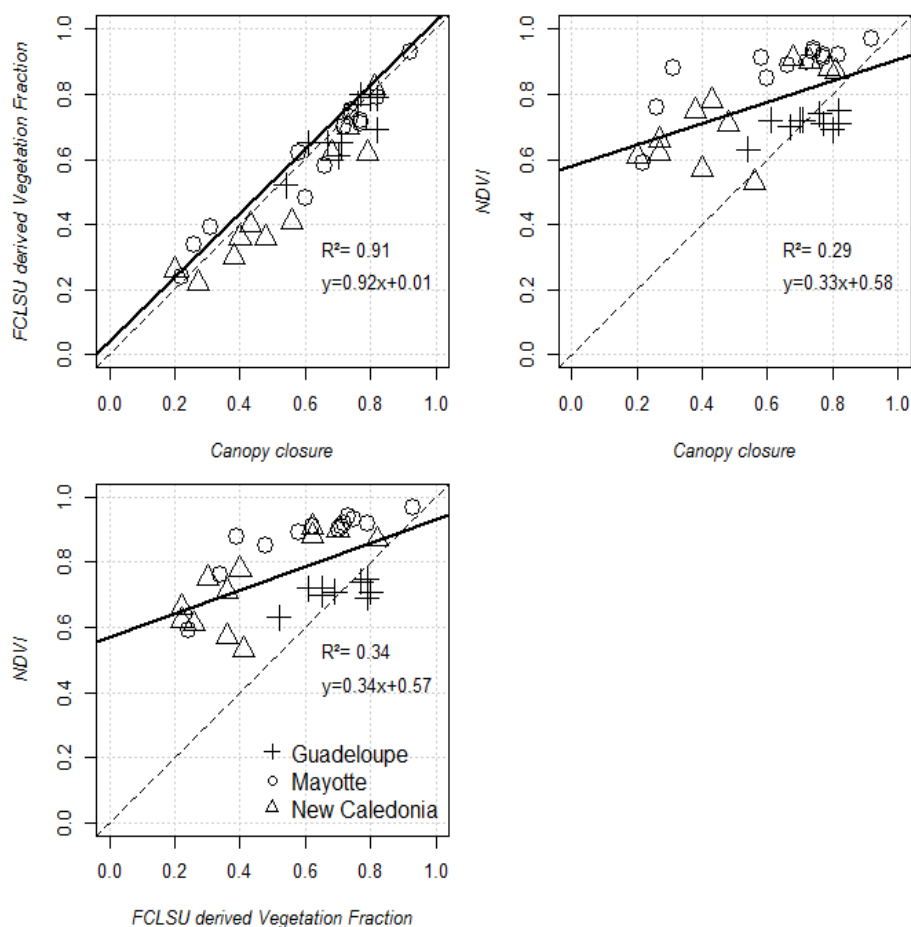 FCLSU derived Vegetation Fraction
0.0 0.2 0.4 0.6 0.8 1.0
R²= 0.91
y=0.92x+0.01
0.0 0.2 0.4 0.6 0.8 1.0
Canopy closure
NDVI
0.0 0.2 0.4 0.6 0.8 1.0
R²= 0.29
y=0.33x+0.58
0.0 0.2 0.4 0.6 0.8 1.0
Canopy closure
NDVI
0.0 0.2 0.4 0.6 0.8 1.0
R²= 0.34
y=0.34x+0.57
Guadeloupe
Mayotte
New Caledonia
0.0 0.2 0.4 0.6 0.8 1.0
FCLSU derived Vegetation Fraction